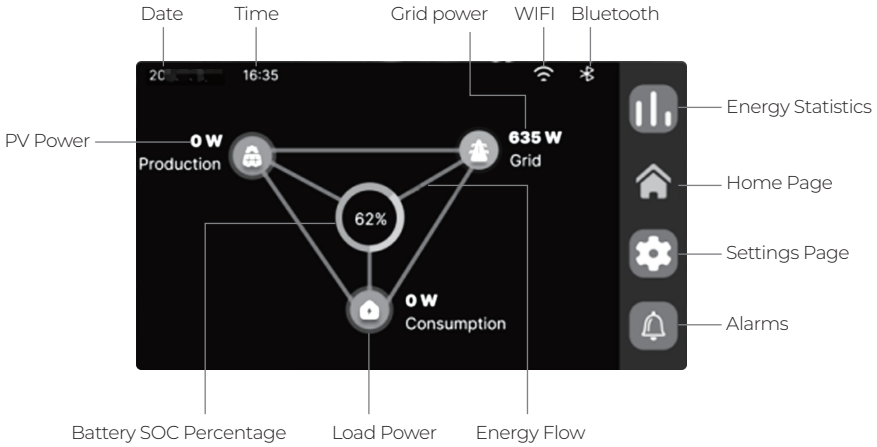 Date
Time
Grid power
WIFI
Bluetooth
20
16:35
Energy Statistics
PV Power
0 W
Production
635 W
Grid
Home Page
62%
Settings Page
0 W
Consumption
Alarms
Battery SOC Percentage
Load Power
Energy Flow